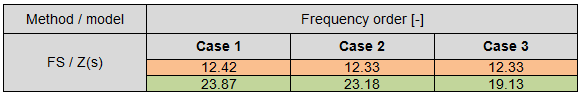 Method / model Frequency order [-]
FS / Z(s) Case 1 Case 2 Case 3
12.42 12.33 12.33
23.87 23.18 19.13